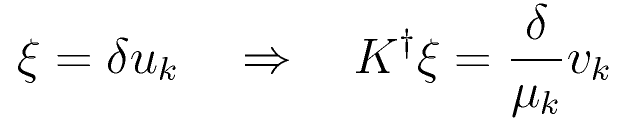 ξ = δu_k ⇒ K^†ξ = \frac{δ}{μ_k} v_k